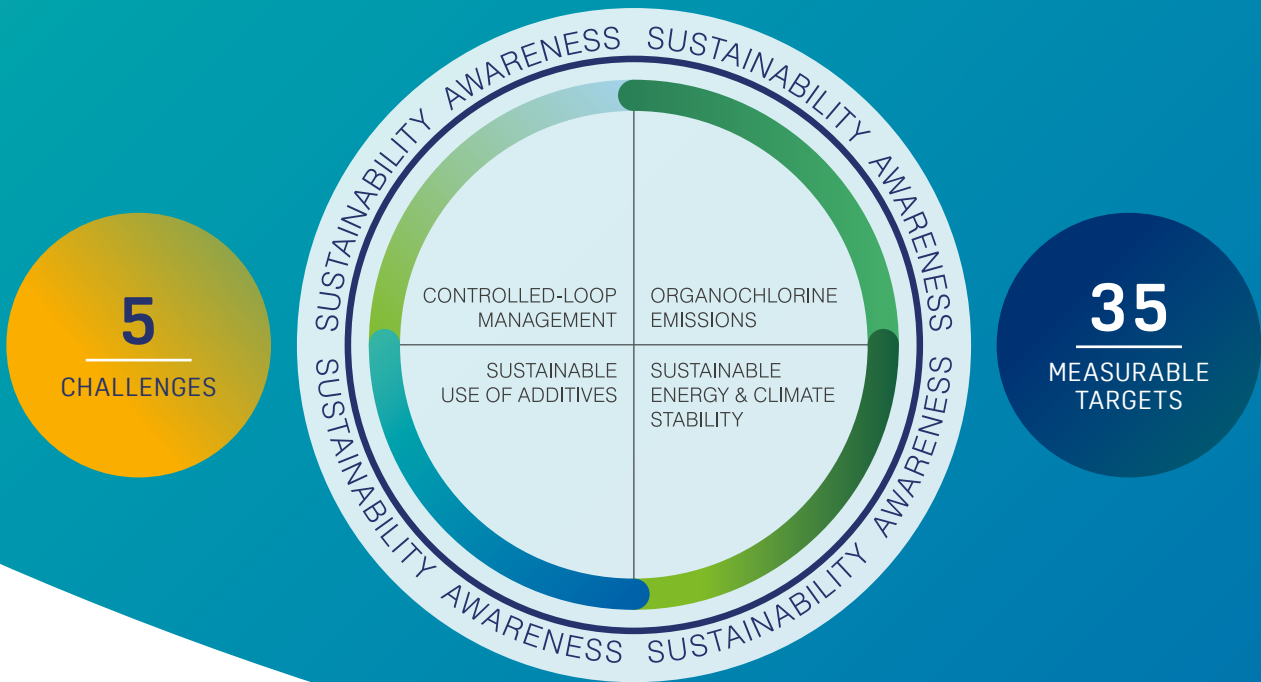 SUSTAINABILITY AWARENESS
SUSTAINABILITY AWARENESS
5
CHALLENGES
CONTROLLED-LOOP
MANAGEMENT
ORGANOCHLORINE
EMISSIONS
SUSTAINABLE
USE OF ADDITIVES
SUSTAINABLE
ENERGY & CLIMATE
STABILITY
35
MEASURABLE
TARGETS
SUSTAINABILITY AWARENESS
SUSTAINABILITY AWARENESS